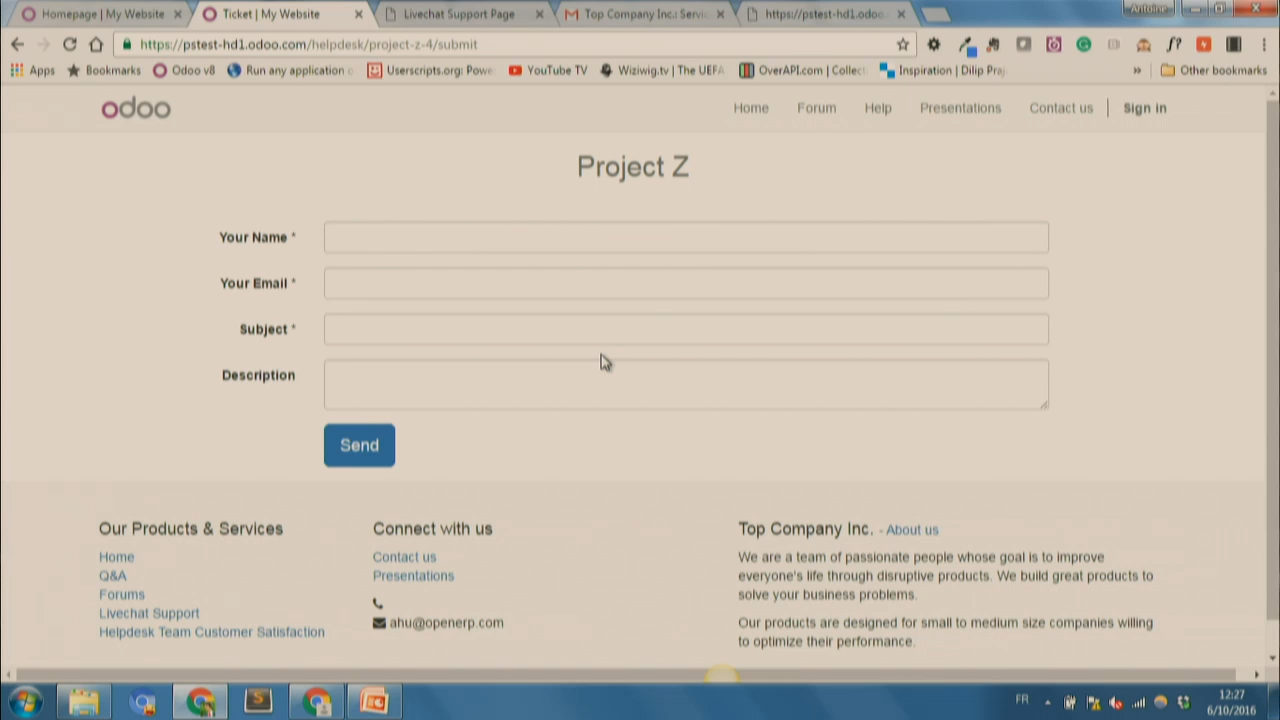 Homepage | My Website
Ticket | My Website
Livechat Support Page
Top Company Inc.: Servi
https://pstest-hd1.odoo.
Antoine
https://pstest-hd1.odoo.com/helpdesk/project-z-4/submit
f?
Apps
Bookmarks
Odoo v8
Run any application o
Userscripts.org: Powe
YouTube TV
Wiziwig.tv | The UEFA
OverAPI.com | Collect
Inspiration | Dilip Praj
»
Other bookmarks
odoo
Home
Forum
Help
Presentations
Contact us
Sign in
Project Z
Your Name *
Your Email *
Subject *
Description
Send
Our Products & Services
Home
Q&A
Forums
Livechat Support
Helpdesk Team Customer Satisfaction
Connect with us
Contact us
Presentations
ahu@openerp.com
Top Company Inc. - About us
We are a team of passionate people whose goal is to improve
everyone's life through disruptive products. We build great products to
solve your business problems.
Our products are designed for small to medium size companies willing
to optimize their performance.
FR
12:27
6/10/2016